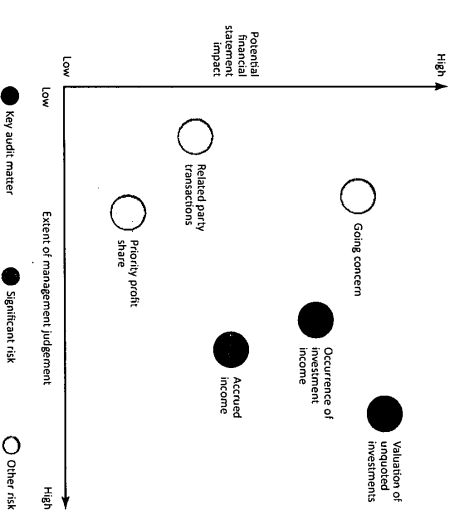 High
Potential
financial
statement
impact
Low
Valuation of
unquoted
investments
Going concern
Occurrence of
investment
income
Accrued
income
Related party
transactions
Priority profit
share
Low
Extent of management judgement
High
Key audit matter
Significant risk
Other risk